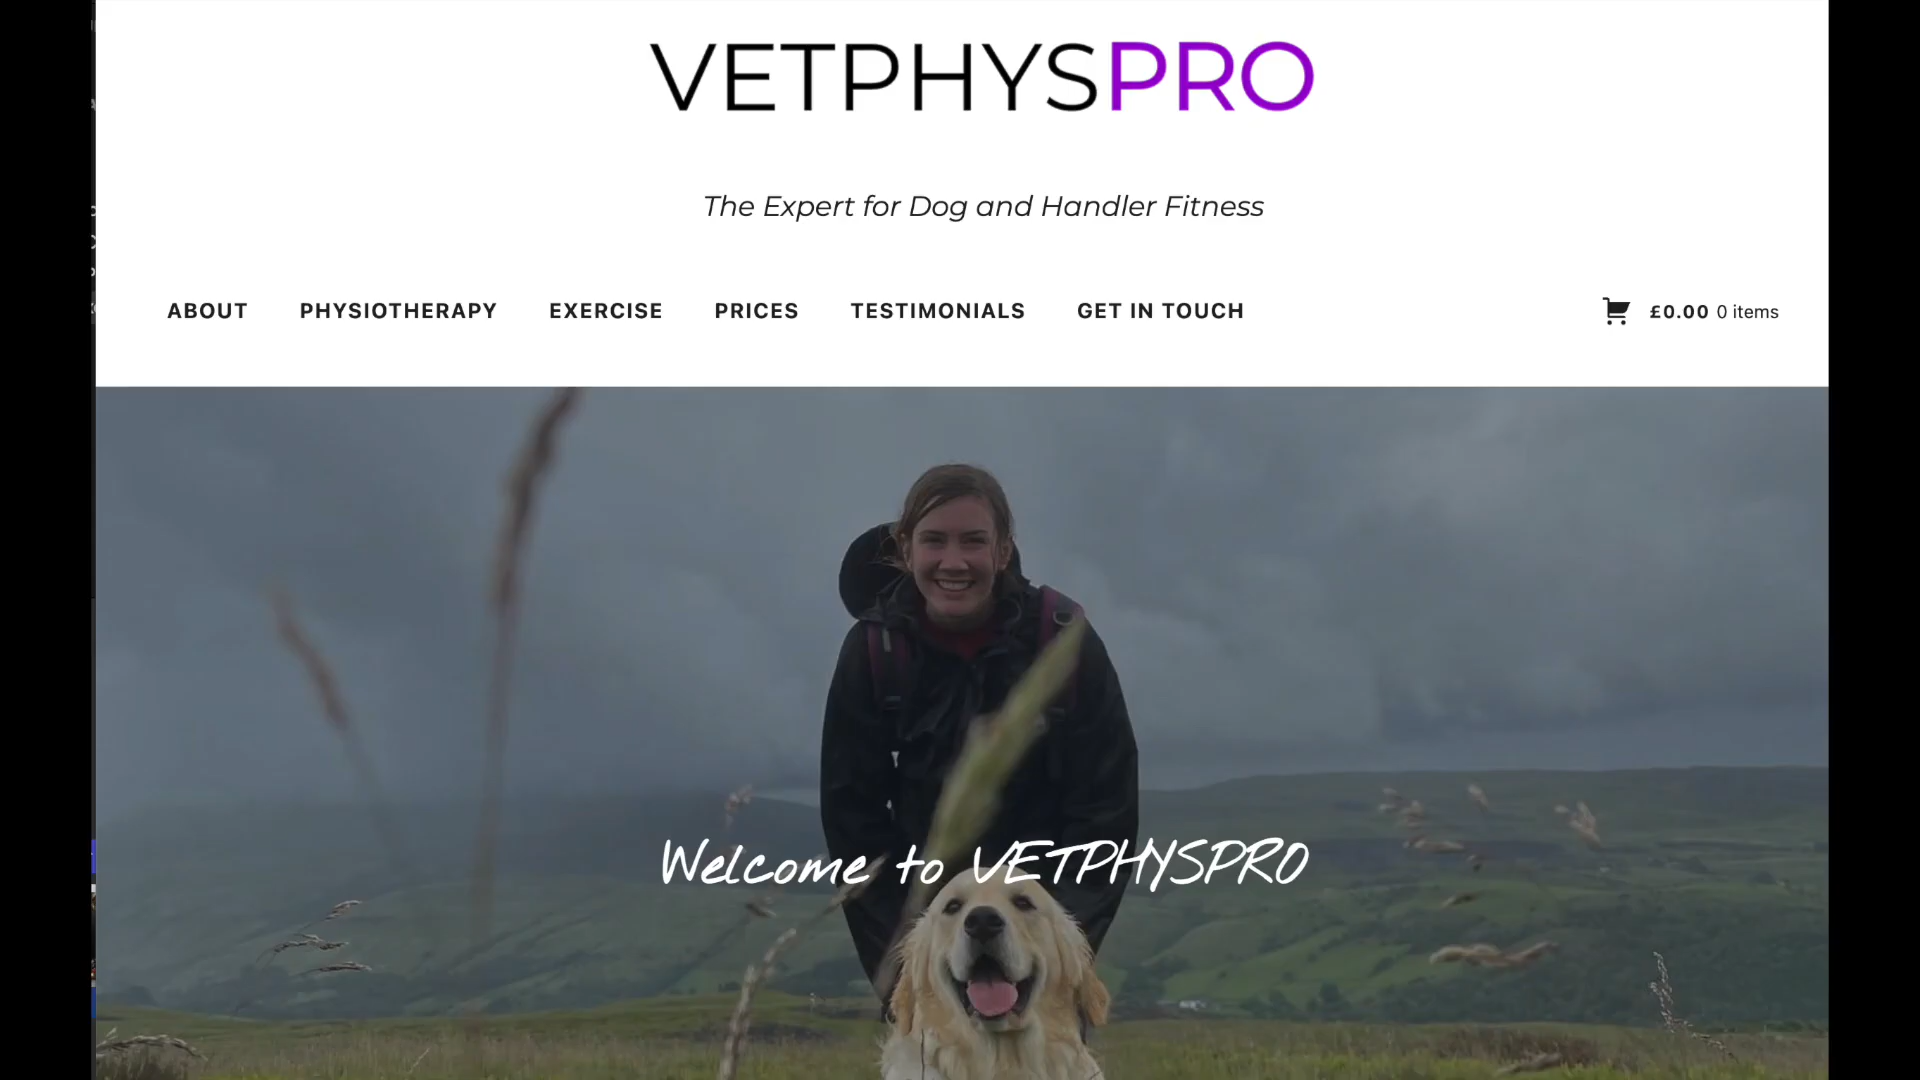 VETPHYSPRO
The Expert for Dog and Handler Fitness
ABOUT PHYSIOTHERAPY EXERCISE PRICES TESTIMONIALS GET IN TOUCH £0.00 0 items
Welcome to VETPHYSPRO